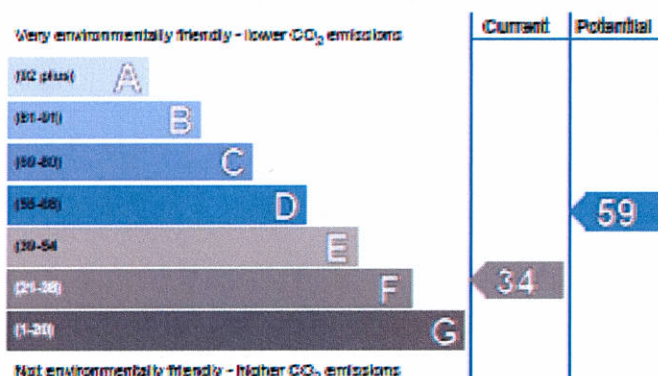 Very environmentally friendly - lower CO₂ emissions
Current
Potential
(92 plus) A
(81-91) B
(69-80) C
(55-68) D
59
(39-54 E
(21-38) F
34
(1-20) G
Not environmentally friendly - higher CO₂ emissions